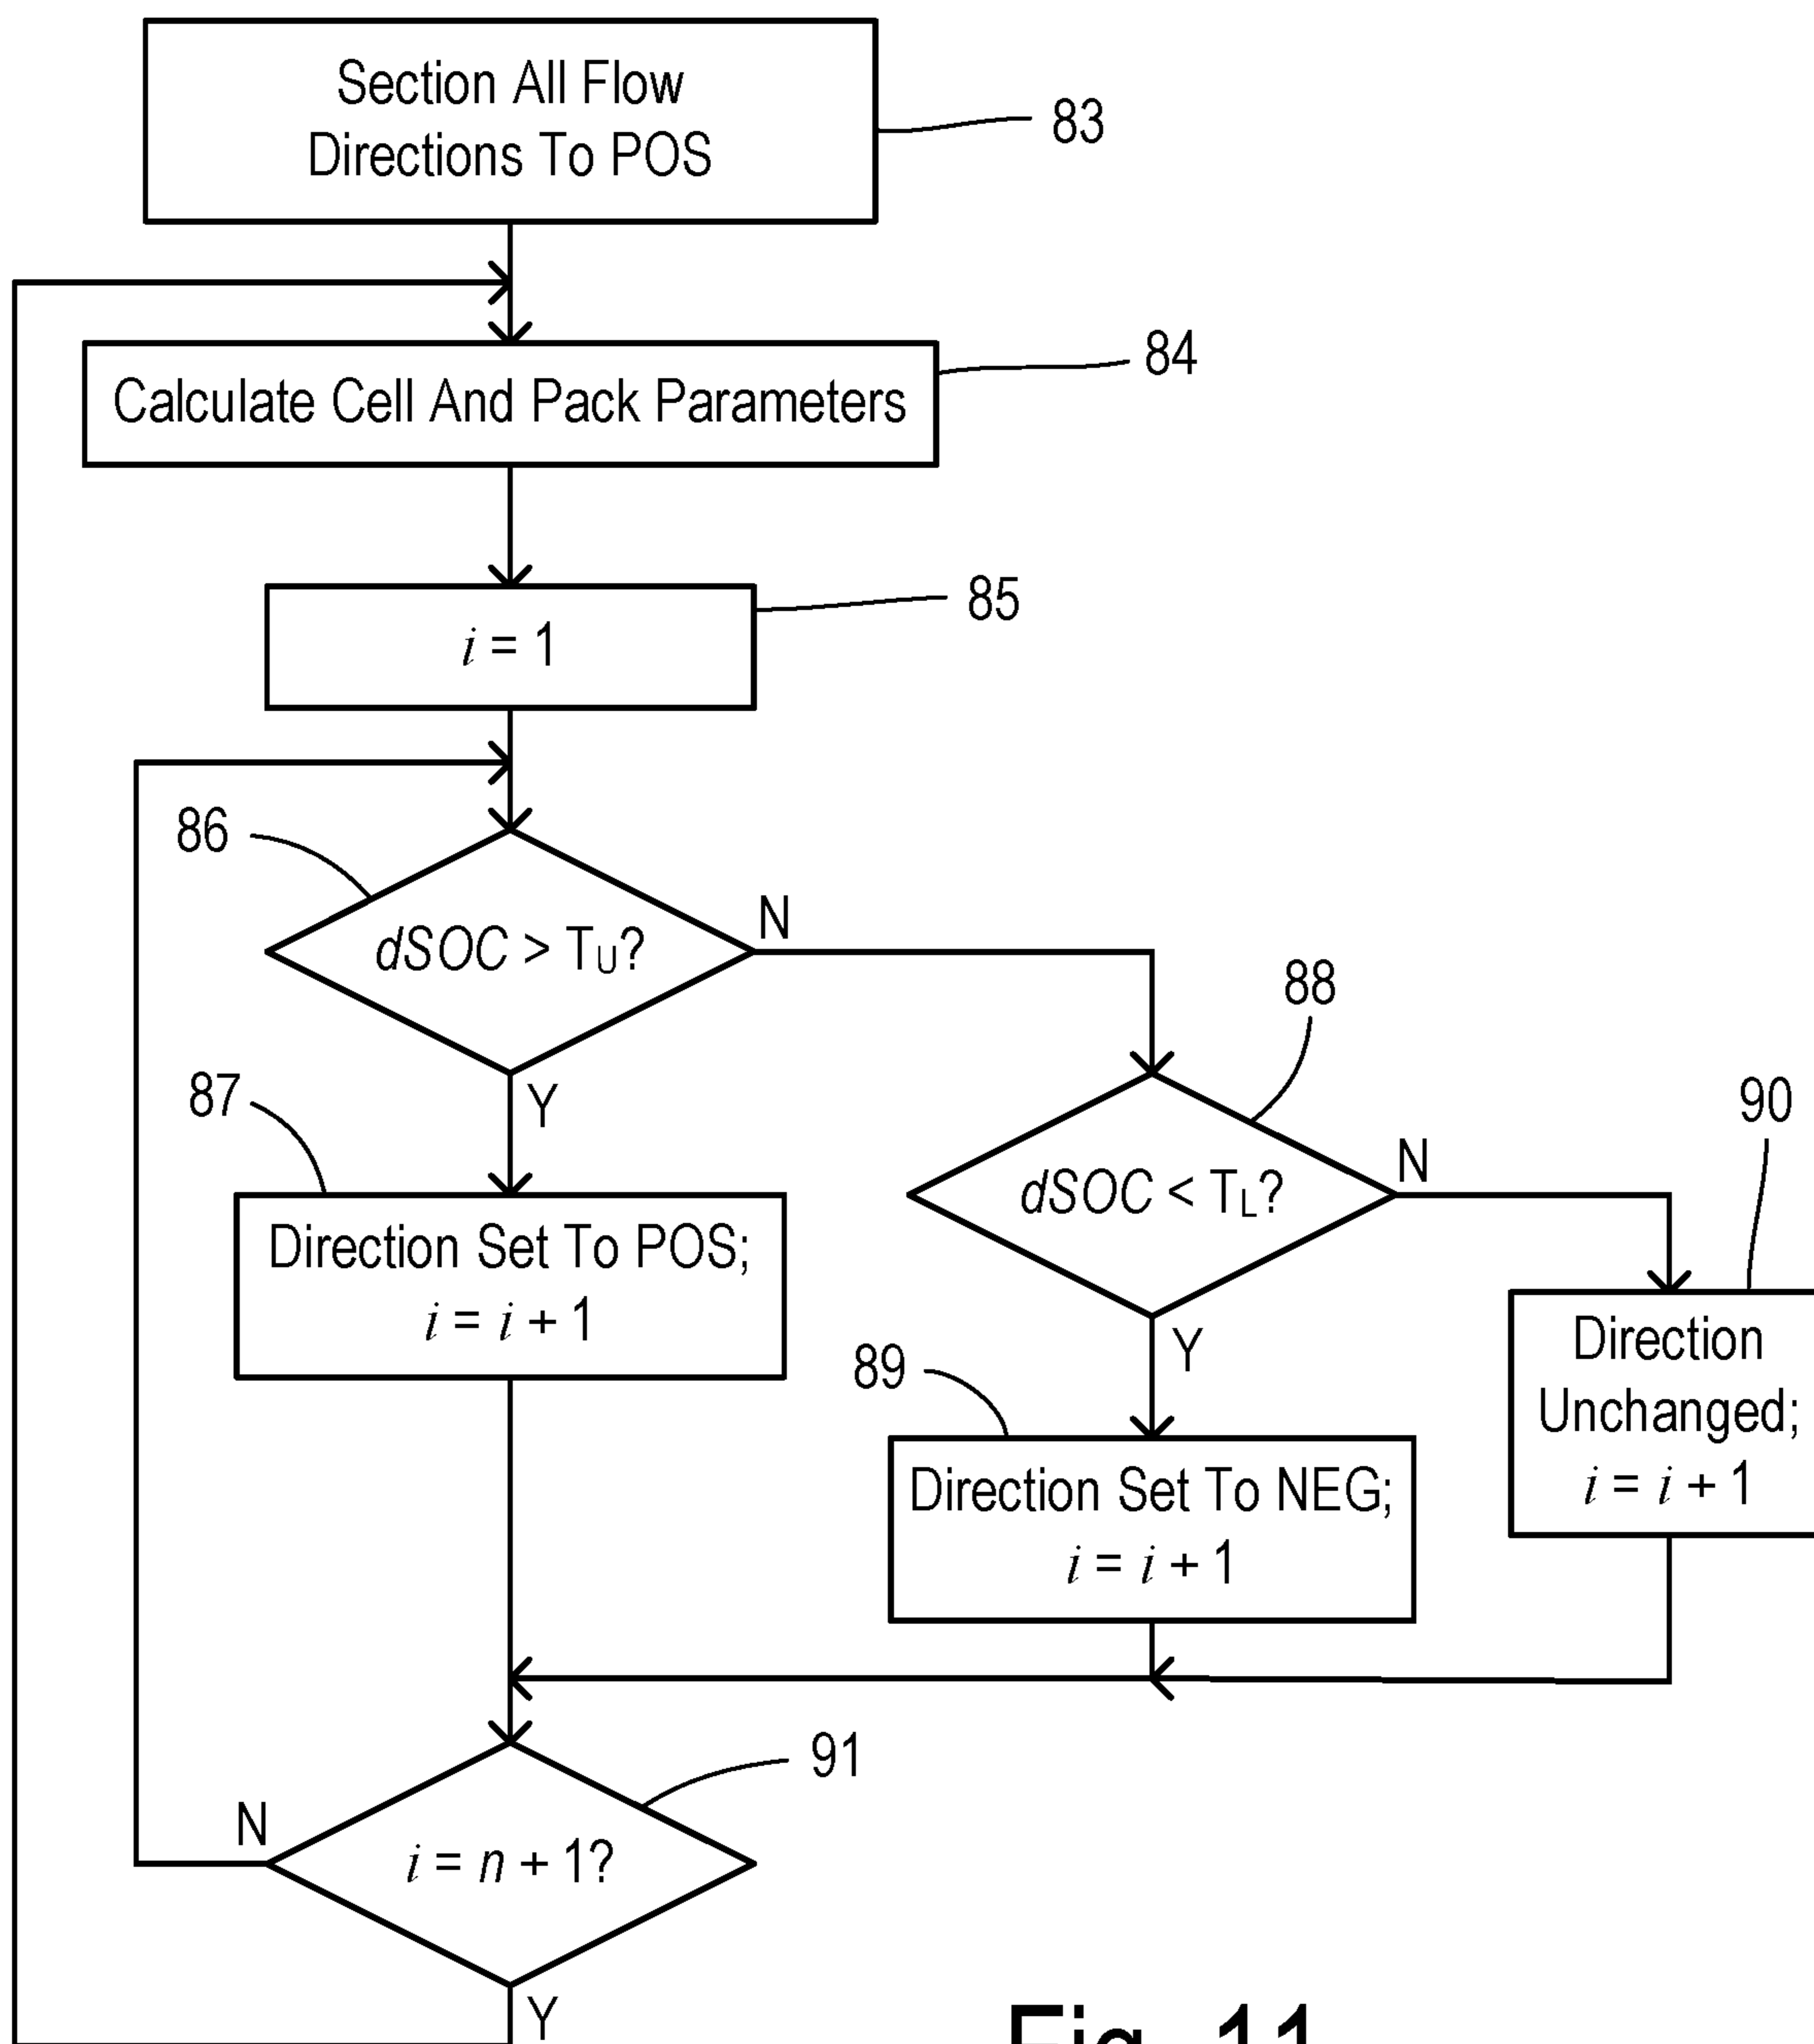 Section All Flow
Directions To POS
83
Calculate Cell And Pack Parameters
84
i = 1
85
86
dSOC > TU?
N
Y
87
Direction Set To POS;
i = i + 1
88
dSOC < TL?
N
Y
90
Direction
Unchanged;
i = i + 1
89
Direction Set To NEG;
i = i + 1
91
N
i = n + 1?
Y
Fig. 11